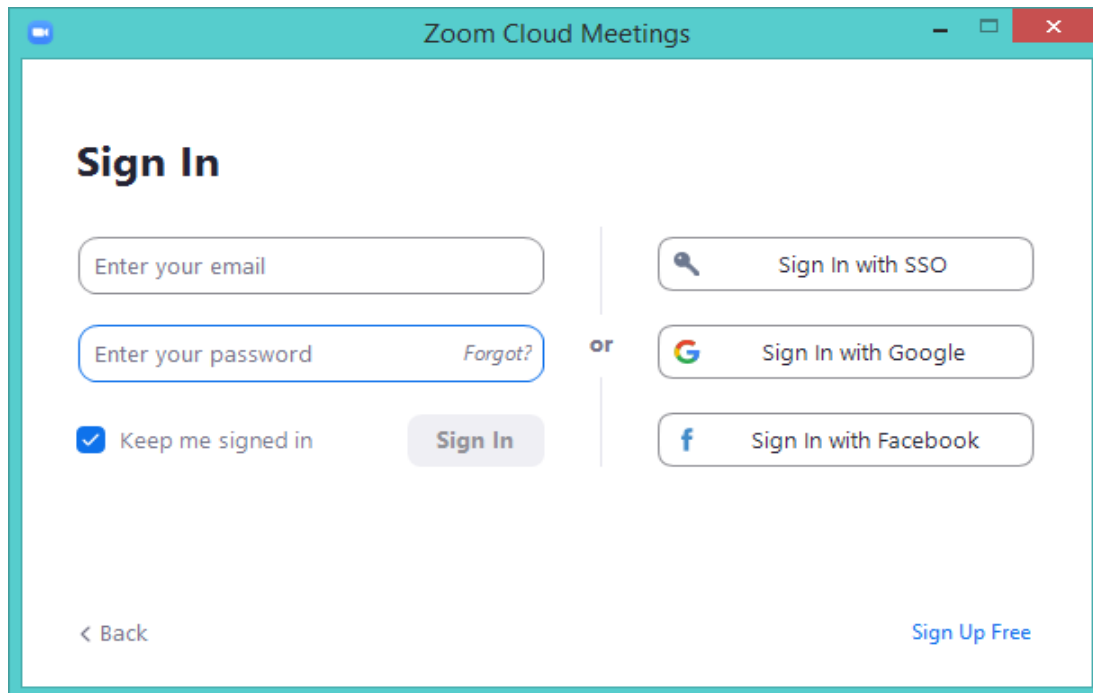 Zoom Cloud Meetings
Sign In
Enter your email
Enter your password Forgot?
Keep me signed in Sign In
or
Sign In with SSO
Sign In with Google
Sign In with Facebook
Back
Sign Up Free